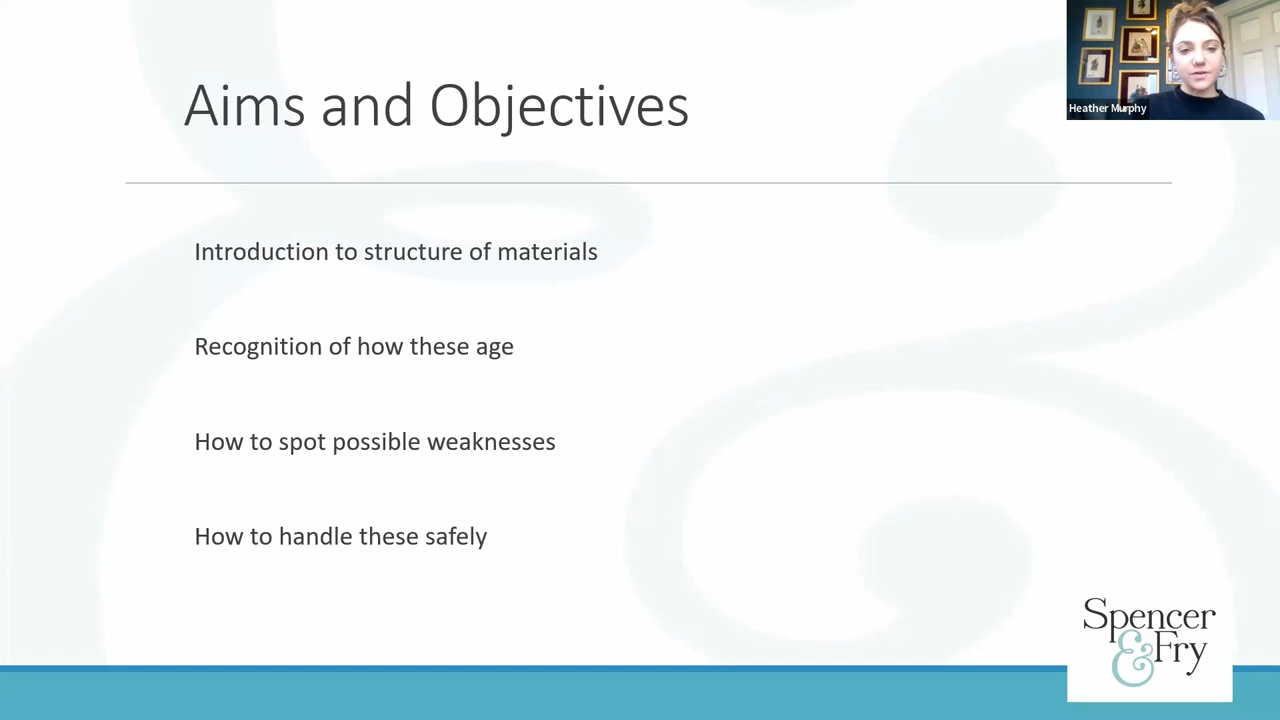 Aims and Objectives
Heather Murphy
Introduction to structure of materials
Recognition of how these age
How to spot possible weaknesses
How to handle these safely
Spencer
& Fry